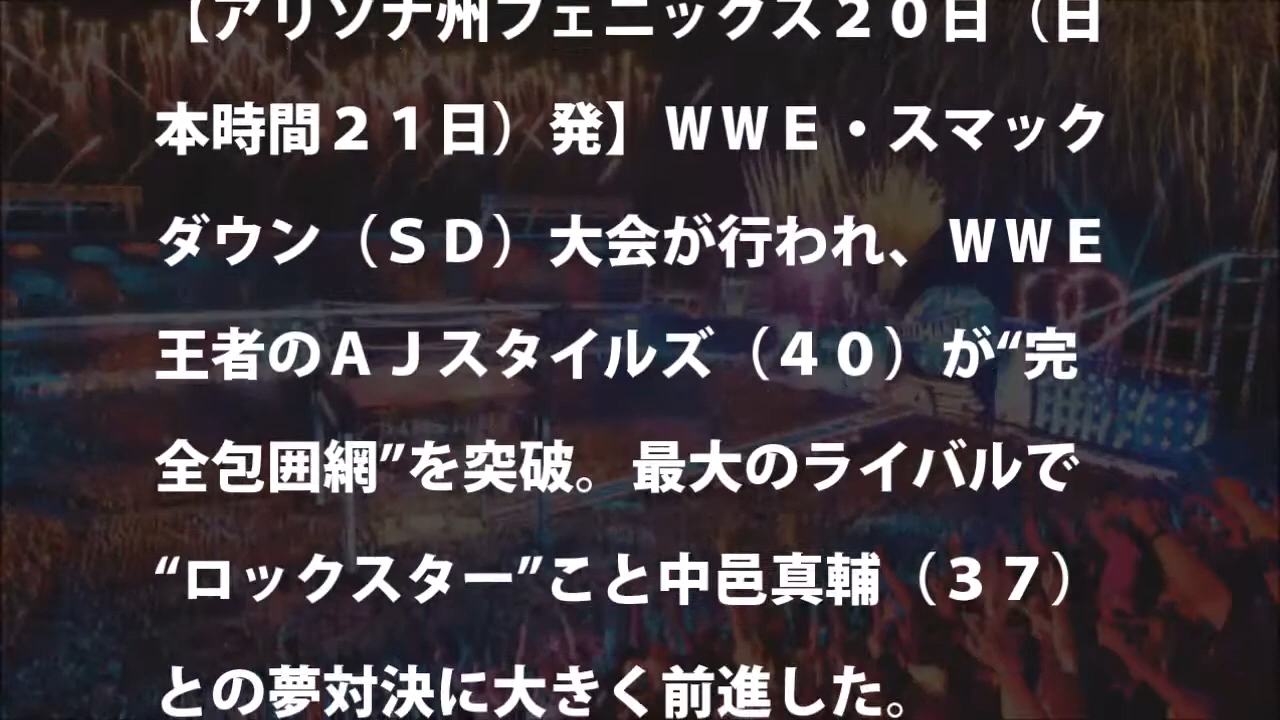 【アリゾナ州フェニックス２０日（日
本時間２１日）発】ＷＷＥ・スマック
ダウン（ＳＤ）大会が行われ、ＷＷＥ
王者のＡＪスタイルズ（４０）が“完
全包囲網”を突破。最大のライバルで
“ロックスター”こと中邑真輔（３７）
との夢対決に大きく前進した。